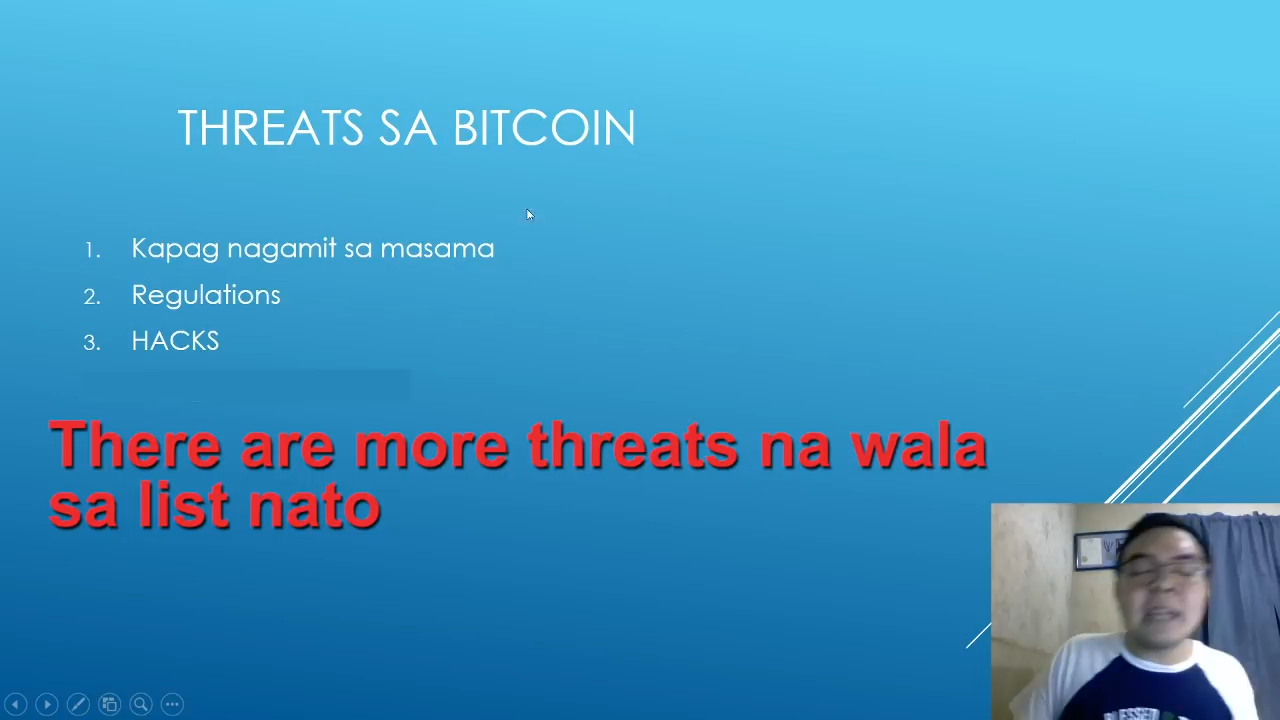 THREATS SA BITCOIN
1. Kapag nagamit sa masama
2. Regulations
3. HACKS
There are more threats na wala
sa list nato
BLESSED